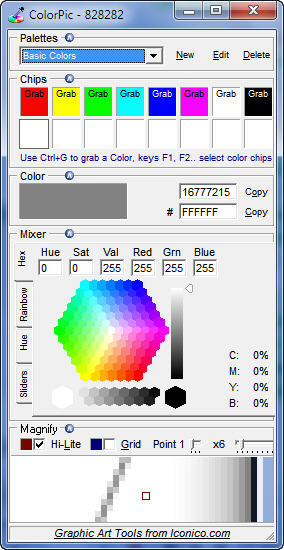 ColorPic - 828282
Palettes
Basic Colors New Edit Delete
Chips
Grab Grab Grab Grab Grab Grab Grab Grab
Use Ctrl+G to grab a Color, keys F1, F2.. select color chips
Color
16777215 Copy
# FFFFFF Copy
Mixer
Hex Hue Sat Val Red Grn Blue
0 0 255 255 255 255
Rainbow
Hue
Sliders
C: 0%
M: 0%
Y: 0%
B: 0%
Magnify
Hi-Lite Grid Point 1 x6
Graphic Art Tools from Iconico.com